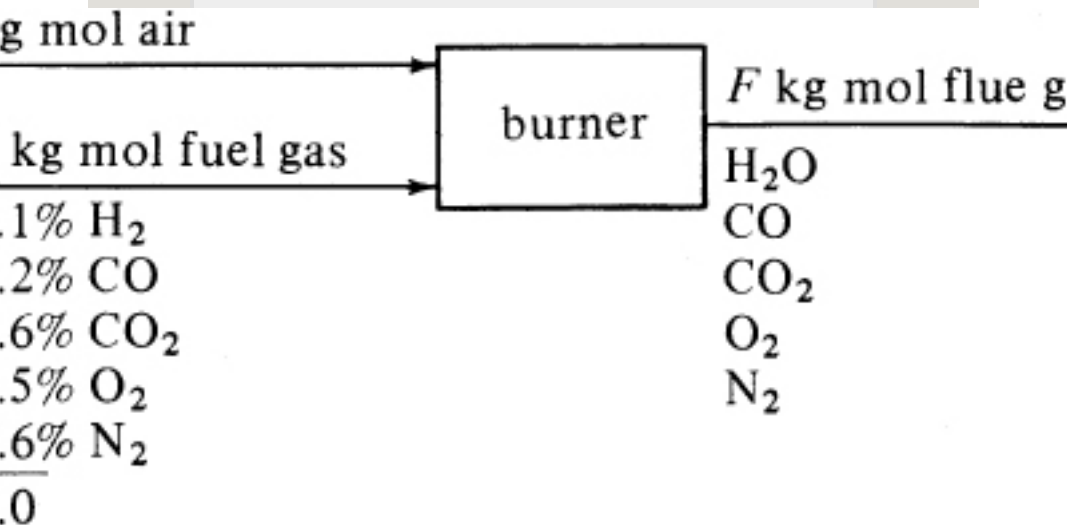 g mol air
kg mol fuel gas
.1% H₂
.2% CO
.6% CO₂
.5% O₂
.6% N₂
.0
burner
F kg mol flue g
H₂O
CO
CO₂
O₂
N₂